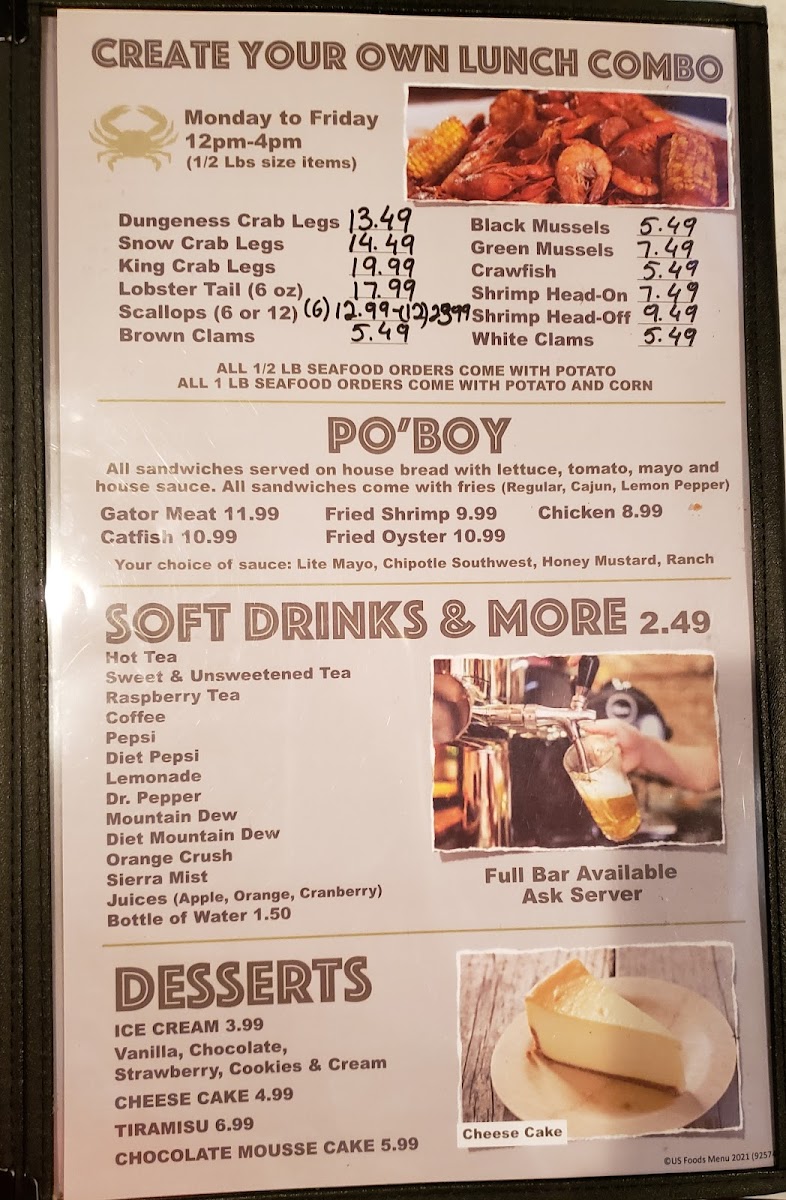 CREATE YOUR OWN LUNCH COMBO
Monday to Friday
12pm-4pm
(1/2 Lbs size items)
Dungeness Crab Legs 13.49
Snow Crab Legs 14.49
King Crab Legs 19.99
Lobster Tail (6 oz) 17.99
Scallops (6 or 12) (6) 12.99-(12) 23.99
Brown Clams 5.49
Black Mussels 5.49
Green Mussels 7.49
Crawfish 5.49
Shrimp Head-On 7.49
Shrimp Head-Off 9.49
White Clams 5.49
ALL 1/2 LB SEAFOOD ORDERS COME WITH POTATO
ALL 1 LB SEAFOOD ORDERS COME WITH POTATO AND CORN
PO'BOY
All sandwiches served on house bread with lettuce, tomato, mayo and
house sauce. All sandwiches come with fries (Regular, Cajun, Lemon Pepper)
Gator Meat 11.99 Fried Shrimp 9.99 Chicken 8.99
Catfish 10.99 Fried Oyster 10.99
Your choice of sauce: Lite Mayo, Chipotle Southwest, Honey Mustard, Ranch
SOFT DRINKS & MORE 2.49
Hot Tea
Sweet & Unsweetened Tea
Raspberry Tea
Coffee
Pepsi
Diet Pepsi
Lemonade
Dr. Pepper
Mountain Dew
Diet Mountain Dew
Orange Crush
Sierra Mist
Juices (Apple, Orange, Cranberry)
Bottle of Water 1.50
Full Bar Available
Ask Server
DESSERTS
ICE CREAM 3.99
Vanilla, Chocolate,
Strawberry, Cookies & Cream
CHEESE CAKE 4.99
TIRAMISU 6.99
CHOCOLATE MOUSSE CAKE 5.99
Cheese Cake
©US Foods Menu 2021 (9257